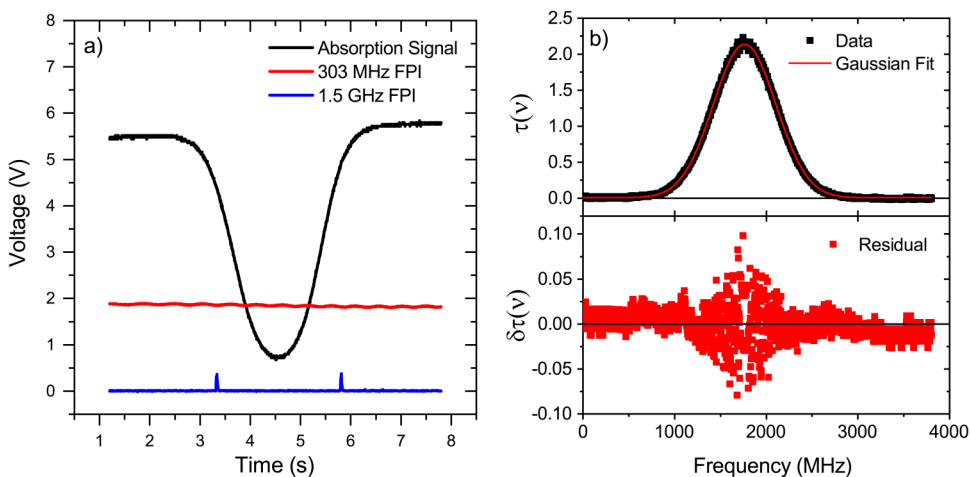 a)
Absorption Signal
303 MHz FPI
1.5 GHz FPI
8
7
6
5
4
3
2
1
0
Voltage (V)
1 2 3 4 5 6 7 8
Time (s)
b)
Data
Gaussian Fit
2.5
2.0
1.5
1.0
0.5
0.0
τ(ν)
Residual
0.10
0.05
0.00
-0.05
-0.10
δτ(ν)
0 1000 2000 3000 4000
Frequency (MHz)